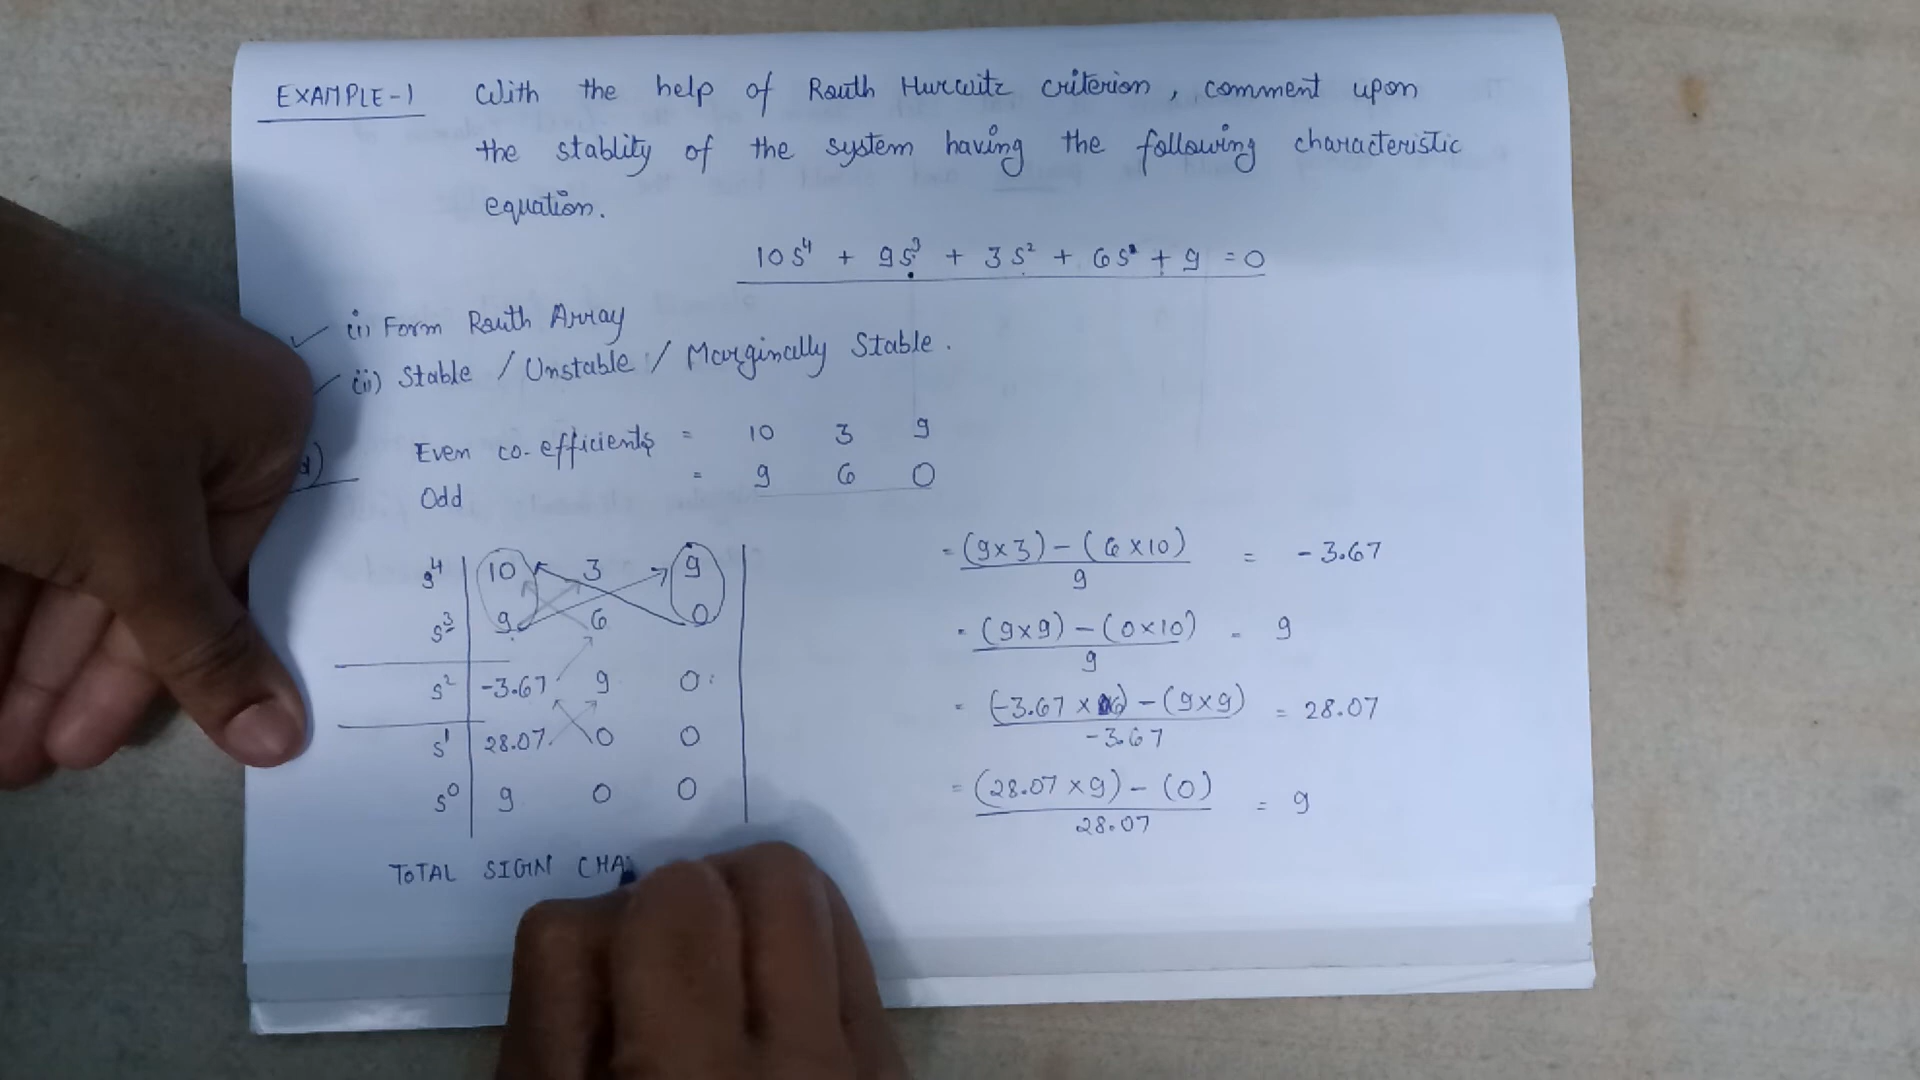 EXAMPLE-1 With the help of Routh Hurwitz criterion, comment upon
the stablity of the system having the following characteristic
equation.
10s⁴ + 9s³ + 3s² + 6s + 9 = 0
(i) Form Routh Array
(ii) Stable / Unstable / Marginally Stable.
Even co-efficients = 10 3 9
Odd = 9 6 0
s⁴ 10 3 9
s³ 9 6 0
s² -3.67 9 0
s¹ 28.07 0 0
s⁰ 9 0 0
= (9×3) - (6×10) / 9 = -3.67
= (9×9) - (0×10) / 9 = 9
= (-3.67 × 6) - (9×9) / -3.67 = 28.07
= (28.07 × 9) - (0) / 28.07 = 9
TOTAL SIGN CHA